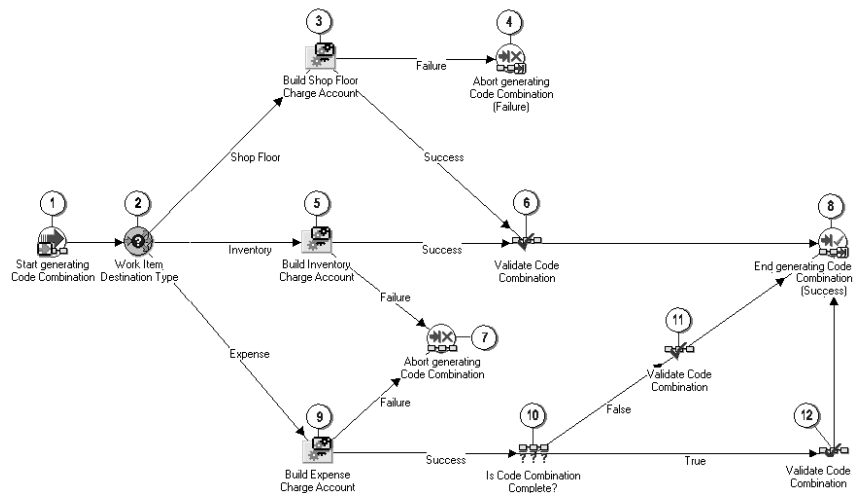 3
4
Build Shop Floor
Charge Account
Failure
Abort generating
Code Combination
(Failure)
Shop Floor
Success
1
2
5
6
8
Start generating
Code Combination
Work Item
Destination Type
Inventory
Build Inventory
Charge Account
Success
Validate Code
Combination
End generating Code
Combination
(Success)
Failure
Expense
7
Abort generating
Code Combination
11
Validate Code
Combination
Failure
False
9
10
12
Build Expense
Charge Account
Success
? ? ?
Is Code Combination
Complete?
True
Validate Code
Combination